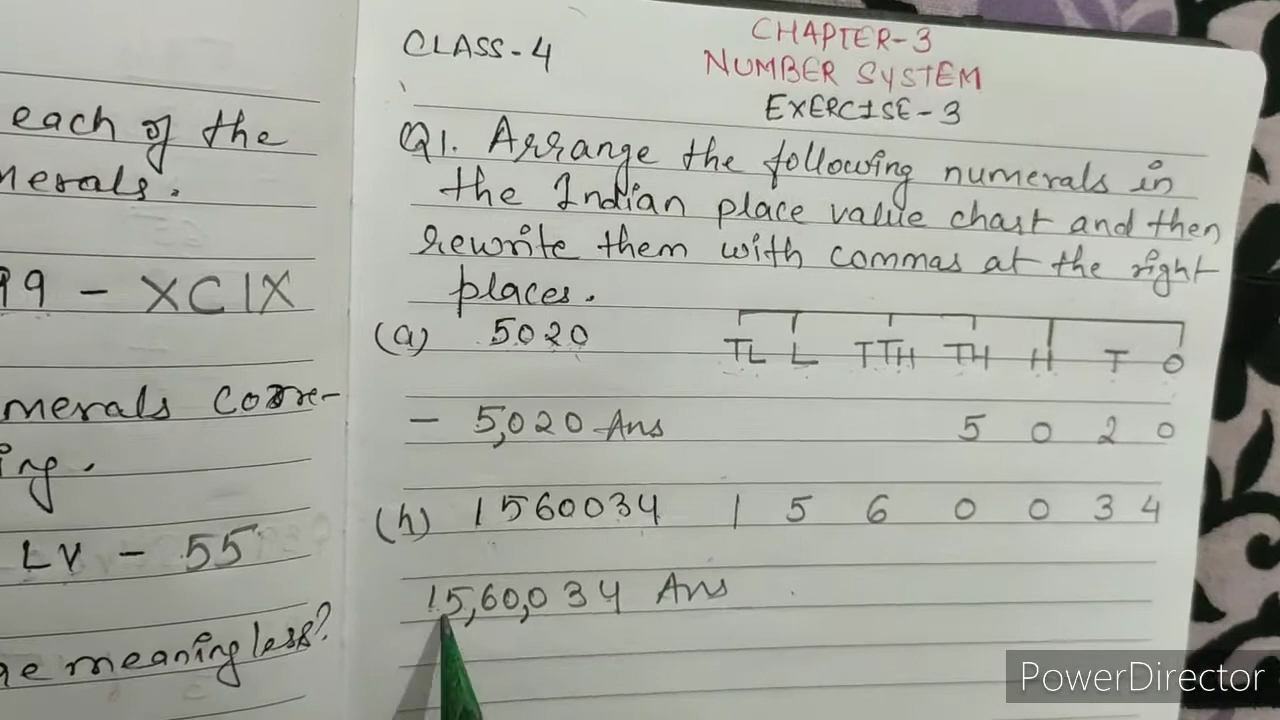 each of the
merals.
99 - XCIX
merals corre-
ing.
LV - 55
are meaningless?
CLASS-4
CHAPTER-3
NUMBER SYSTEM
EXERCISE-3
Q1. Arrange the following numerals in
the Indian place value chart and then
rewrite them with commas at the right
places.
(a) 5020 TL L TTH TH H T O
- 5,020 Ans 5 0 2 0
(h) 1560034 1 5 6 0 0 3 4
15,60,034 Ans
PowerDirector